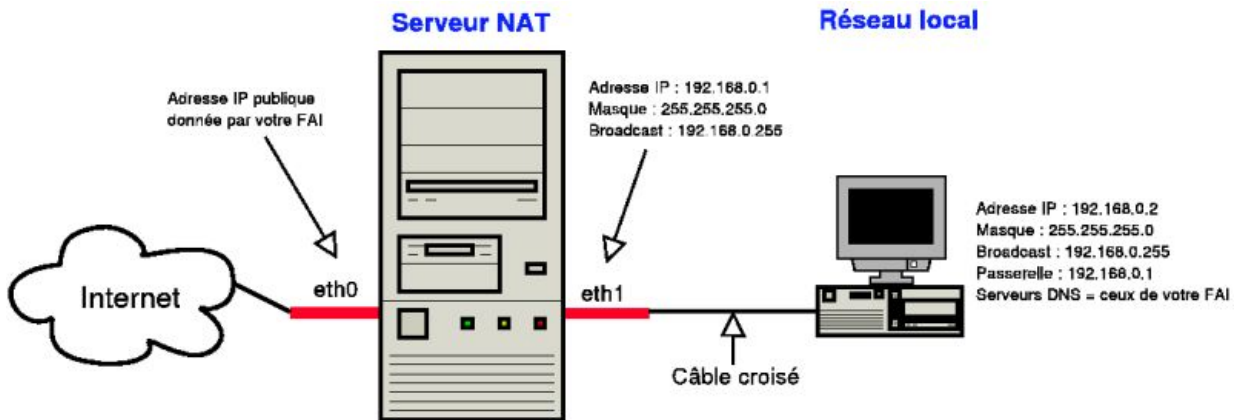 Serveur NAT
Réseau local
Adresse IP publique
donnée par votre FAI
Adresse IP : 192.168.0.1
Masque : 255.255.255.0
Broadcast : 192.168.0.255
Adresse IP : 192.168.0.2
Masque : 255.255.255.0
Broadcast : 192.168.0.255
Passerelle : 192.168.0.1
Serveurs DNS = ceux de votre FAI
Internet
eth0
eth1
Câble croisé